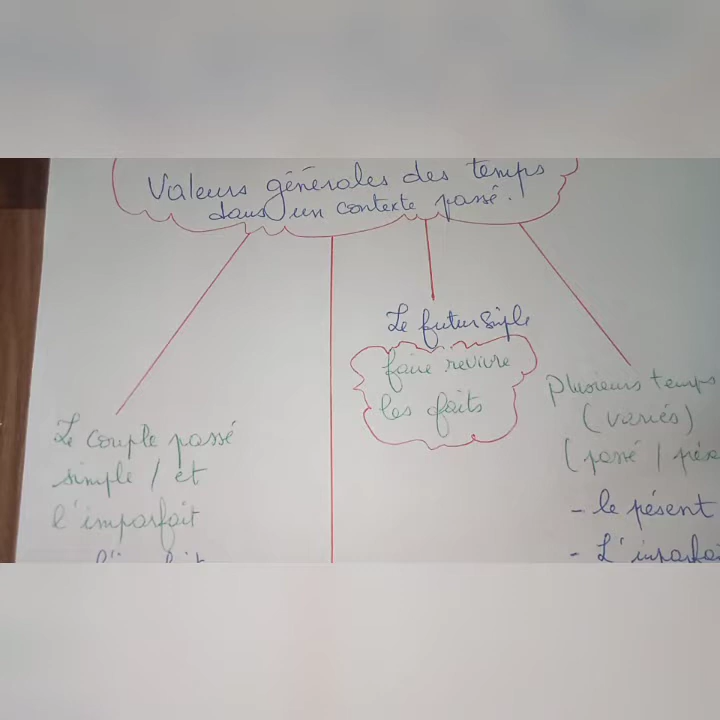 Valeurs générales des temps
dans un contexte passé.
Le futur simple
faire revivre
les faits
Le couple passé
simple / et
l'imparfait
Plusieurs temps
(variés)
(passé /
- le présent
- L'imparfai